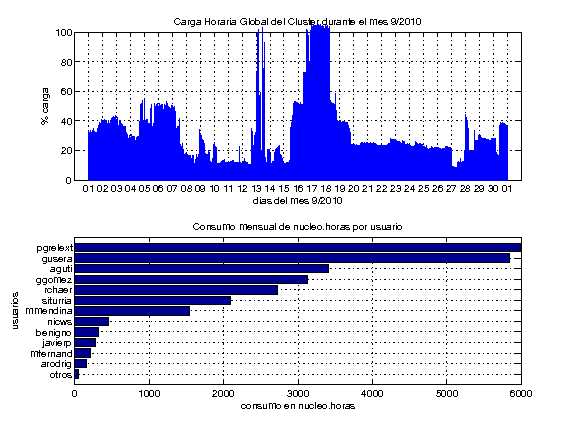 Carga Horaria Global del Cluster durante el mes 9/2010
100
80
60
40
20
0
% carga
01 02 03 04 05 06 07 08 09 10 11 12 13 14 15 16 17 18 19 20 21 22 23 24 25 26 27 28 29 30 01
dias del mes 9/2010
Consumo mensual de nucleo.horas por usuario
pgrelext
gusera
aguti
ggomez
rchaer
siturria
mmendina
nicws
benigno
javierp
mfernand
arodrig
otros
usuarios
0 1000 2000 3000 4000 5000 6000
consumo en nucleo.horas